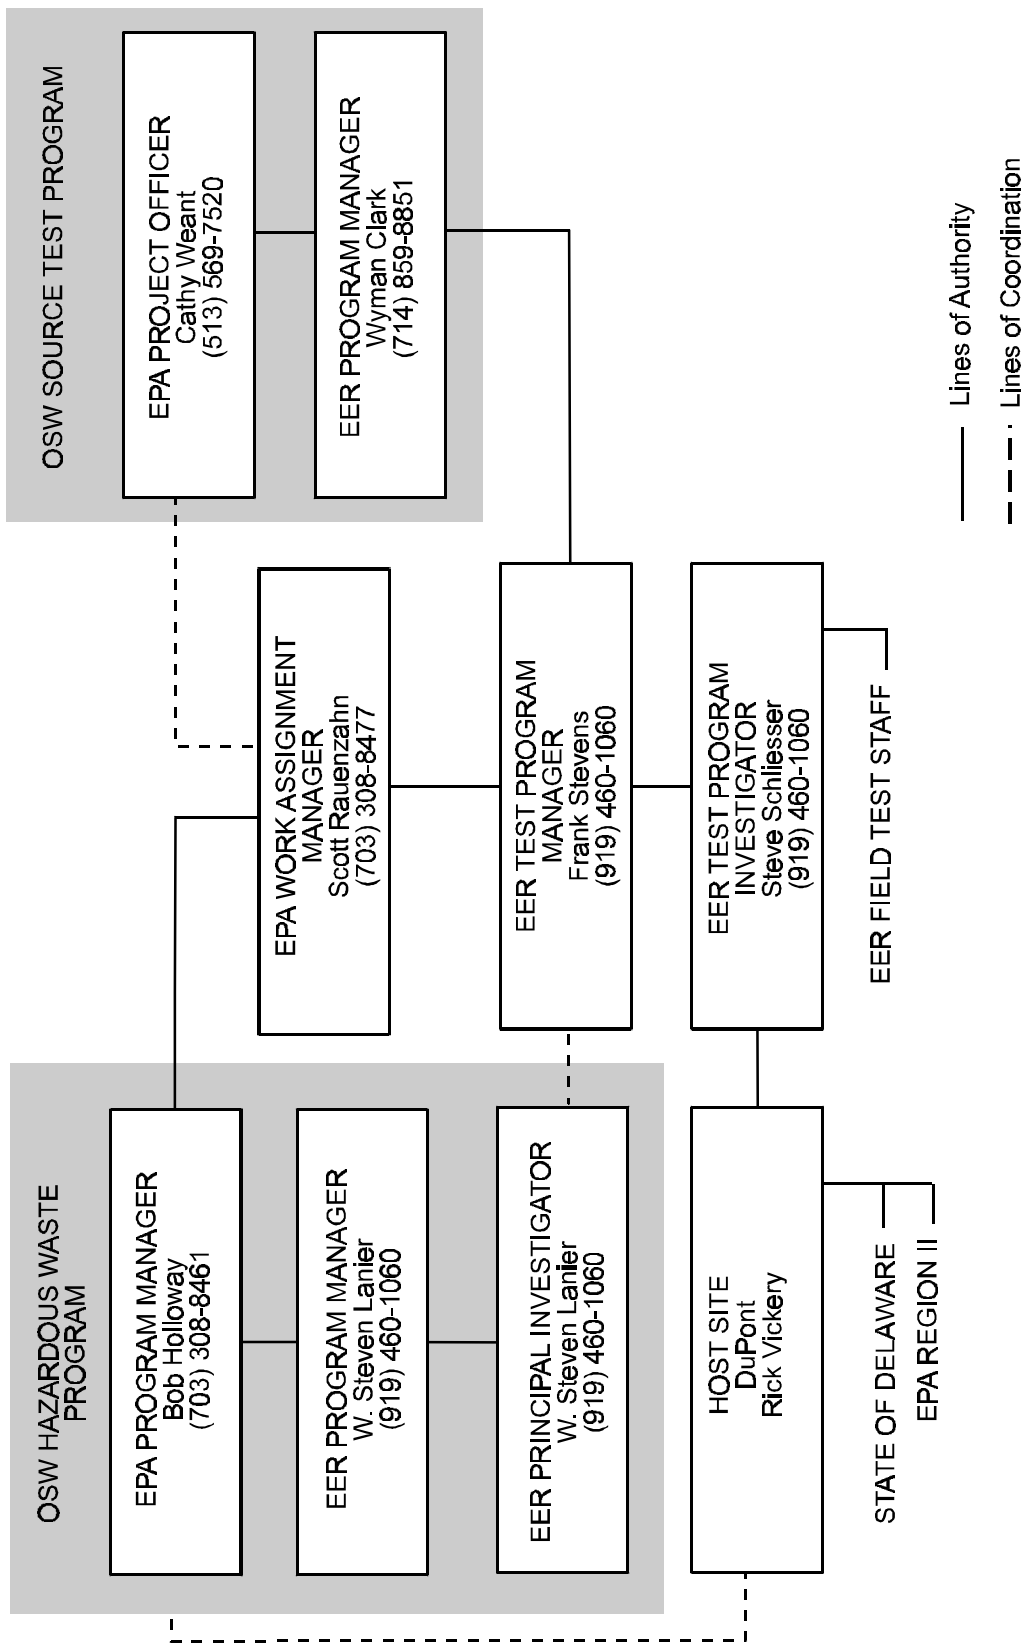 OSW HAZARDOUS WASTE
PROGRAM
EPA PROGRAM MANAGER
Bob Holloway
(703) 308-8461
EER PROGRAM MANAGER
W. Steven Lanier
(919) 460-1060
EER PRINCIPAL INVESTIGATOR
W. Steven Lanier
(919) 460-1060
HOST SITE
DuPont
Rick Vickery
STATE OF DELAWARE
EPA REGION II
EPA WORK ASSIGNMENT
MANAGER
Scott Rauenzahn
(703) 308-8477
EER TEST PROGRAM
MANAGER
Frank Stevens
(919) 460-1060
EER TEST PROGRAM
INVESTIGATOR
Steve Schliesser
(919) 460-1060
EER FIELD TEST STAFF
OSW SOURCE TEST PROGRAM
EPA PROJECT OFFICER
Cathy Weant
(513) 569-7520
EER PROGRAM MANAGER
Wyman Clark
(714) 859-8851
Lines of Authority
Lines of Coordination